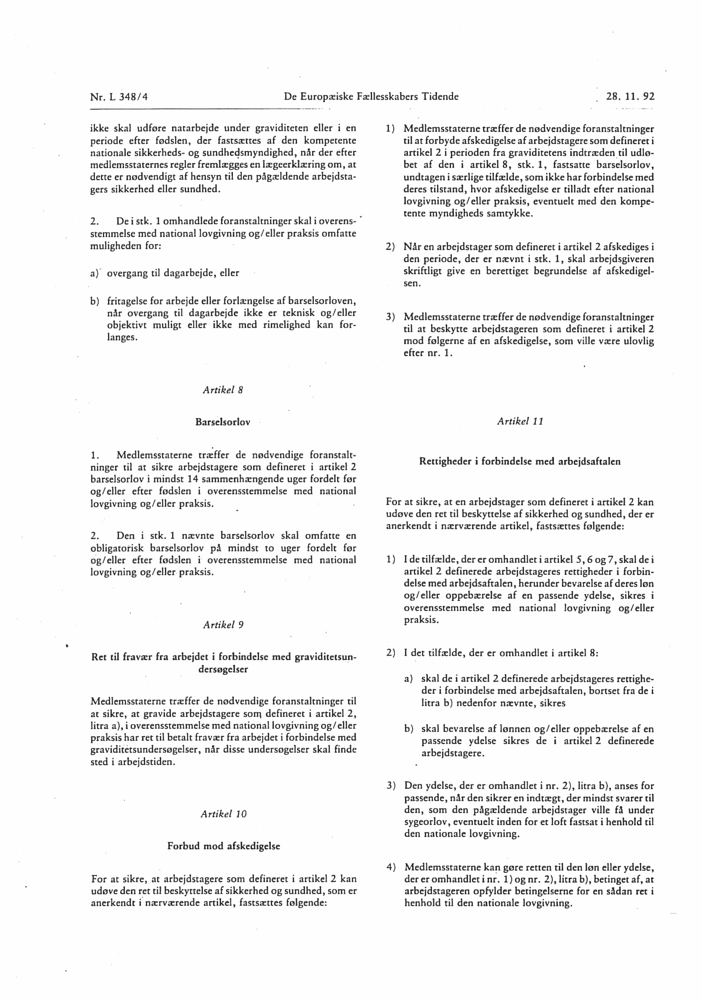 Nr. L 348/4
De Europæiske Fællesskabers Tidende
28. 11. 92
ikke skal udføre natarbejde under graviditeten eller i en
periode efter fødslen, der fastsættes af den kompetente
nationale sikkerheds- og sundhedsmyndighed, når der efter
medlemsstaternes regler fremlægges en lægeerklæring om, at
dette er nødvendigt af hensyn til den pågældende arbejdsta-
gers sikkerhed eller sundhed.
2. De i stk. 1 omhandlede foranstaltninger skal i overens-
stemmelse med national lovgivning og/eller praksis omfatte
muligheden for:
a) overgang til dagarbejde, eller
b) fritagelse for arbejde eller forlængelse af barselsorloven,
når overgang til dagarbejde ikke er teknisk og/eller
objektivt muligt eller ikke med rimelighed kan for-
langes.
Artikel 8
Barselsorlov
1. Medlemsstaterne træffer de nødvendige foranstalt-
ninger til at sikre arbejdstagere som defineret i artikel 2
barselsorlov i mindst 14 sammenhængende uger fordelt før
og/eller efter fødslen i overensstemmelse med national
lovgivning og/eller praksis.
2. Den i stk. 1 nævnte barselsorlov skal omfatte en
obligatorisk barselsorlov på mindst to uger fordelt før
og/eller efter fødslen i overensstemmelse med national
lovgivning og/eller praksis.
Artikel 9
Ret til fravær fra arbejdet i forbindelse med graviditetsun-
dersøgelser
Medlemsstaterne træffer de nødvendige foranstaltninger til
at sikre, at gravide arbejdstagere som defineret i artikel 2,
litra a), i overensstemmelse med national lovgivning og/eller
praksis har ret til betalt fravær fra arbejdet i forbindelse med
graviditetsundersøgelser, når disse undersøgelser skal finde
sted i arbejdstiden.
Artikel 10
Forbud mod afskedigelse
For at sikre, at arbejdstagere som defineret i artikel 2 kan
udøve den ret til beskyttelse af sikkerhed og sundhed, som er
anerkendt i nærværende artikel, fastsættes følgende:
1) Medlemsstaterne træffer de nødvendige foranstaltninger
til at forbyde afskedigelse af arbejdstagere som defineret i
artikel 2 i perioden fra graviditetens indtræden til udlø-
bet af den i artikel 8, stk. 1, fastsatte barselsorlov,
undtagen i særlige tilfælde, som ikke har forbindelse med
deres tilstand, hvor afskedigelse er tilladt efter national
lovgivning og/eller praksis, eventuelt med den kompe-
tente myndigheds samtykke.
2) Når en arbejdstager som defineret i artikel 2 afskediges i
den periode, der er nævnt i stk. 1, skal arbejdsgiveren
skriftligt give en berettiget begrundelse af afskedigel-
sen.
3) Medlemsstaterne træffer de nødvendige foranstaltninger
til at beskytte arbejdstageren som defineret i artikel 2
mod følgerne af en afskedigelse, som ville være ulovlig
efter nr. 1.
Artikel 11
Rettigheder i forbindelse med arbejdsaftalen
For at sikre, at en arbejdstager som defineret i artikel 2 kan
udøve den ret til beskyttelse af sikkerhed og sundhed, der er
anerkendt i nærværende artikel, fastsættes følgende:
1) I de tilfælde, der er omhandlet i artikel 5, 6 og 7, skal de i
artikel 2 definerede arbejdstageres rettigheder i forbin-
delse med arbejdsaftalen, herunder bevarelse af deres løn
og/eller oppebærelse af en passende ydelse, sikres i
overensstemmelse med national lovgivning og/eller
praksis.
2) I det tilfælde, der er omhandlet i artikel 8:
a) skal de i artikel 2 definerede arbejdstageres rettighe-
der i forbindelse med arbejdsaftalen, bortset fra de i
litra b) nedenfor nævnte, sikres
b) skal bevarelse af lønnen og/eller oppebærelse af en
passende ydelse sikres de i artikel 2 definerede
arbejdstagere.
3) Den ydelse, der er omhandlet i nr. 2), litra b), anses for
passende, når den sikrer en indtægt, der mindst svarer til
den, som den pågældende arbejdstager ville få under
sygeorlov, eventuelt inden for et loft fastsat i henhold til
den nationale lovgivning.
4) Medlemsstaterne kan gøre retten til den løn eller ydelse,
der er omhandlet i nr. 1) og nr. 2), litra b), betinget af, at
arbejdstageren opfylder betingelserne for en sådan ret i
henhold til den nationale lovgivning.